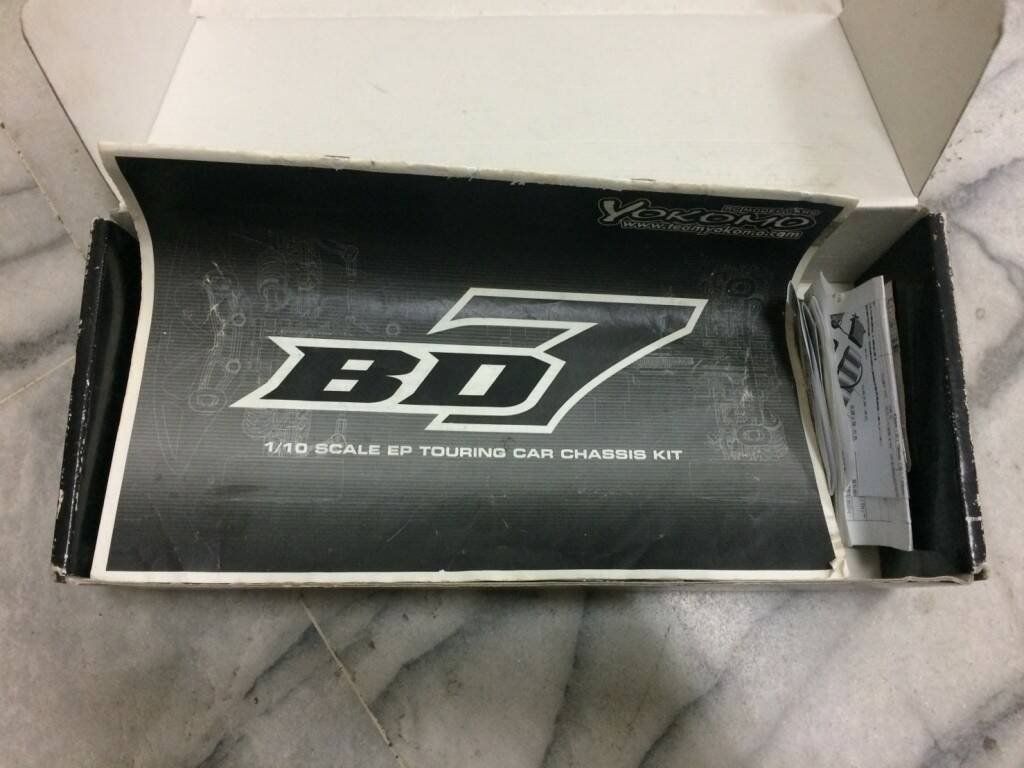 YOKOMO
www.teamyokomo.com
BD7
1/10 SCALE EP TOURING CAR CHASSIS KIT